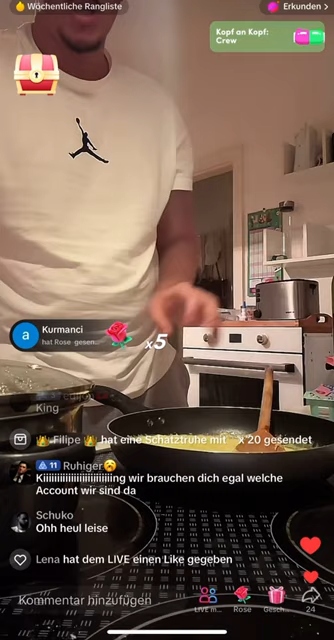 Wöchentliche Rangliste
Erkunden >
Kopf an Kopf:
Crew
a
Kurmanci
hat Rose gesen...
x5
King
👑 Filipe 👑 hat eine Schatztruhe mit x 20 gesendet
11 Ruhiger😮
Kiiiiiiiiiiiiiiiiiiiiiiiiing wir brauchen dich egal welche
Account wir sind da
Schuko
Ohh heul leise
Lena hat dem LIVE einen Like gegeben
Kommentar hinzufügen
LIVE m...
Rose
Gesch...
24